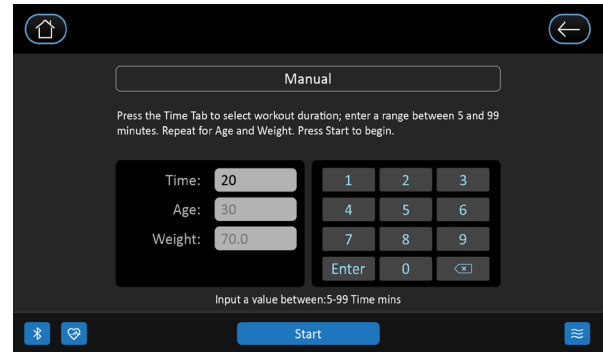 Manual
Press the Time Tab to select workout duration; enter a range between 5 and 99
minutes. Repeat for Age and Weight. Press Start to begin.
Time: 20
Age: 30
Weight: 70.0
1 2 3
4 5 6
7 8 9
Enter 0
Input a value between:5-99 Time mins
Start